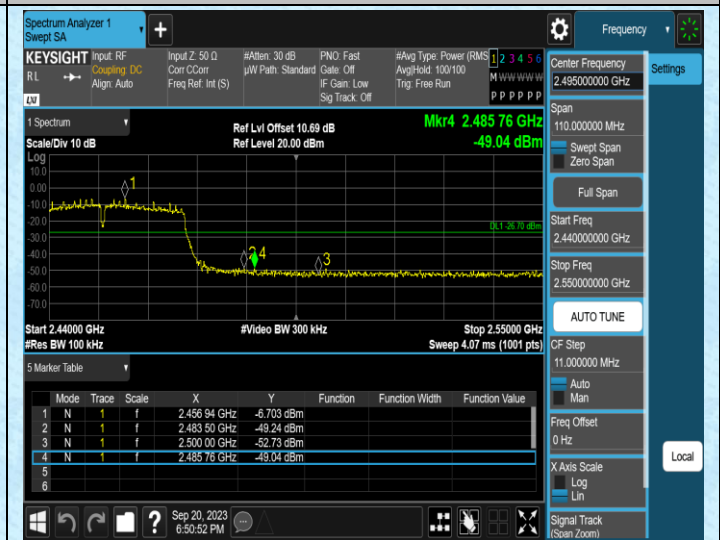 Spectrum Analyzer 1
Swept SA
Frequency
KEYSIGHT
RL
LXI
Input: RF
Coupling: DC
Align: Auto
Input Z: 50 Ω
Corr CCorr
Freq Ref: Int (S)
#Atten: 30 dB
µW Path: Standard
PNO: Fast
Gate: Off
IF Gain: Low
Sig Track: Off
#Avg Type: Power (RMS
Avg|Hold: 100/100
Trig: Free Run
1 2 3 4 5 6
M W W W W W
P P P P P P
1 Spectrum
Scale/Div 10 dB
Ref Lvl Offset 10.69 dB
Ref Level 20.00 dBm
Mkr4 2.485 76 GHz
-49.04 dBm
Log
10.0
0.00
-10.0
-20.0
-30.0
-40.0
-50.0
-60.0
-70.0
1
DL1 -26.70 dBm
2 4
3
Start 2.44000 GHz
#Video BW 300 kHz
Stop 2.55000 GHz
#Res BW 100 kHz
Sweep 4.07 ms (1001 pts)
5 Marker Table
Mode Trace Scale X Y Function Function Width Function Value
1 N 1 f 2.456 94 GHz -6.703 dBm
2 N 1 f 2.483 50 GHz -49.24 dBm
3 N 1 f 2.500 00 GHz -52.73 dBm
4 N 1 f 2.485 76 GHz -49.04 dBm
5
6
Sep 20, 2023
6:50:52 PM
?
Center Frequency
2.495000000 GHz
Settings
Span
110.000000 MHz
Swept Span
Zero Span
Full Span
Start Freq
2.440000000 GHz
Stop Freq
2.550000000 GHz
AUTO TUNE
CF Step
11.000000 MHz
Auto
Man
Freq Offset
0 Hz
Local
X Axis Scale
Log
Lin
Signal Track
(Span Zoom)